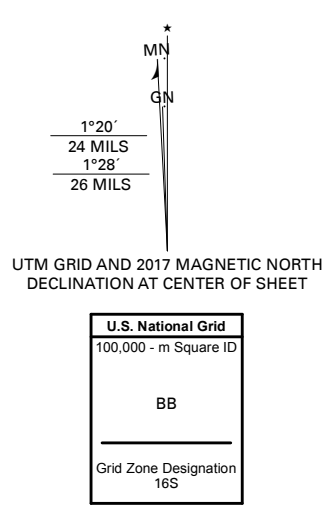 ★
MN
GN
1°20´
24 MILS
1°28´
26 MILS
UTM GRID AND 2017 MAGNETIC NORTH
DECLINATION AT CENTER OF SHEET
U.S. National Grid
100,000 - m Square ID
BB
Grid Zone Designation
16S